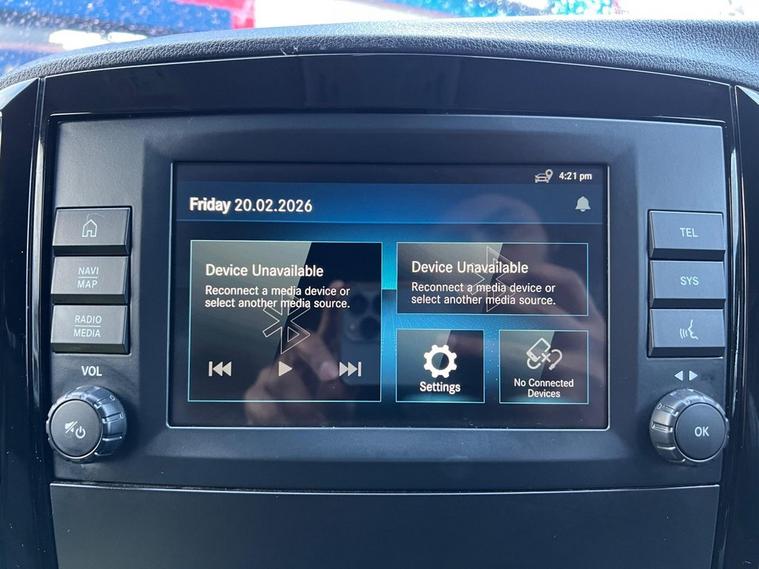 4:21 pm
Friday 20.02.2026
Device Unavailable
Reconnect a media device or
select another media source.
Device Unavailable
Reconnect a media device or
select another media source.
Settings
No Connected
Devices
NAVI
MAP
RADIO
MEDIA
VOL
TEL
SYS
OK